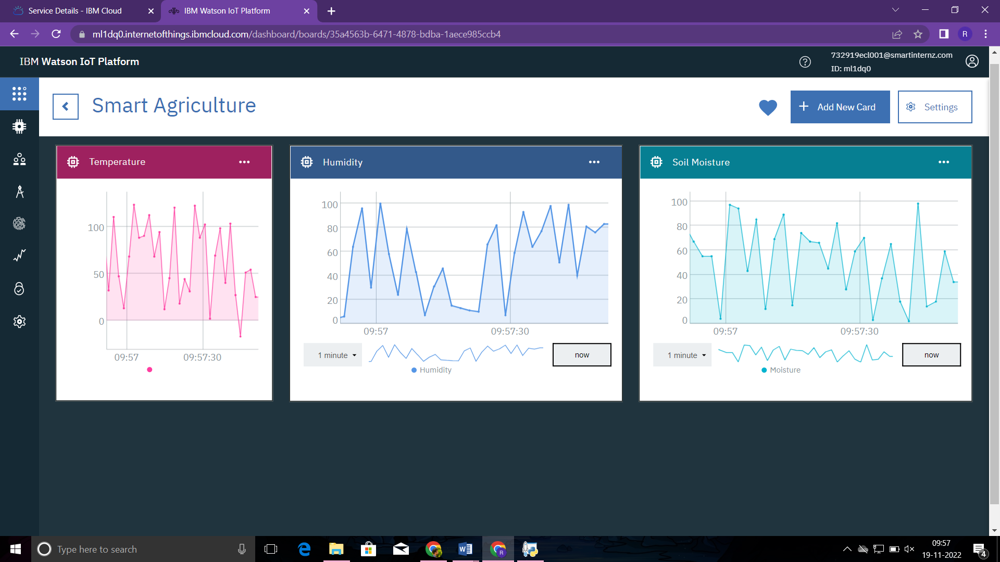 Service Details - IBM Cloud
IBM Watson IoT Platform
ml1dq0.internetofthings.ibmcloud.com/dashboard/boards/35a4563b-6471-4878-bdba-1aece985ccb4
R
IBM Watson IoT Platform
732919ecl001@smartinternz.com
ID: ml1dq0
Smart Agriculture
Add New Card
Settings
Temperature
100
50
0
09:57
09:57:30
Humidity
100
80
60
40
20
0
09:57
09:57:30
1 minute
now
Humidity
Soil Moisture
100
80
60
40
20
0
09:57
09:57:30
1 minute
now
Moisture
Type here to search
09:57
19-11-2022
4